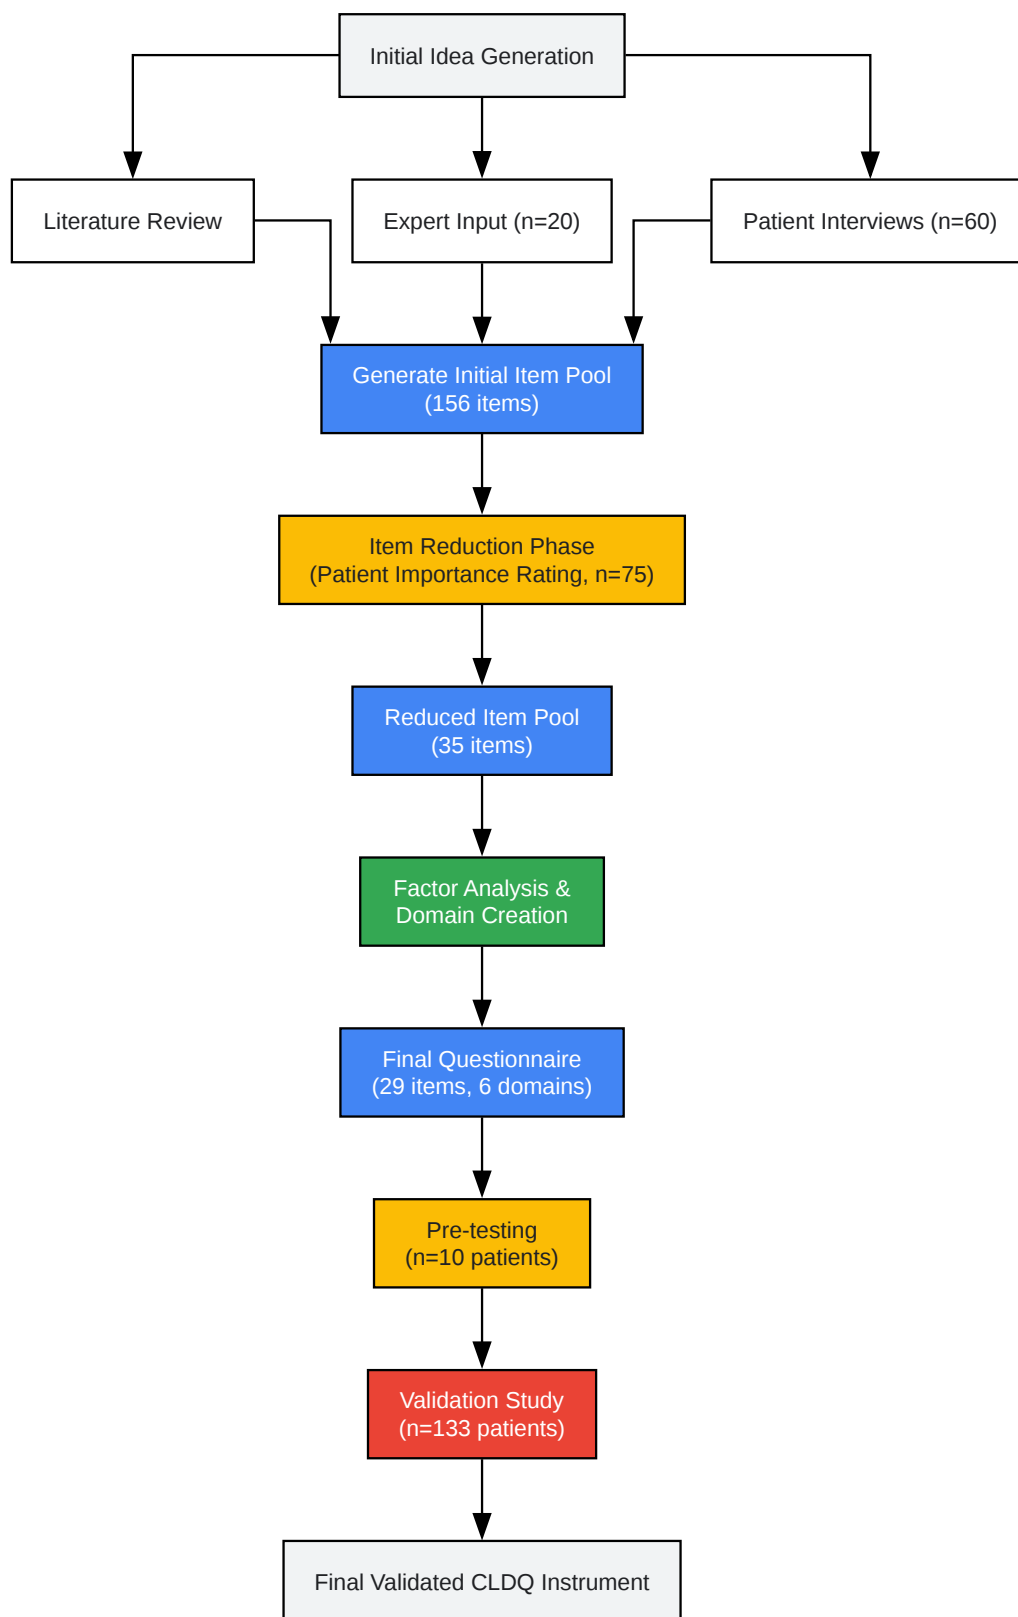 Initial Idea Generation
Literature Review
Expert Input (n=20)
Patient Interviews (n=60)
Generate Initial Item Pool
(156 items)
Item Reduction Phase
(Patient Importance Rating, n=75)
Reduced Item Pool
(35 items)
Factor Analysis &
Domain Creation
Final Questionnaire
(29 items, 6 domains)
Pre-testing
(n=10 patients)
Validation Study
(n=133 patients)
Final Validated CLDQ Instrument